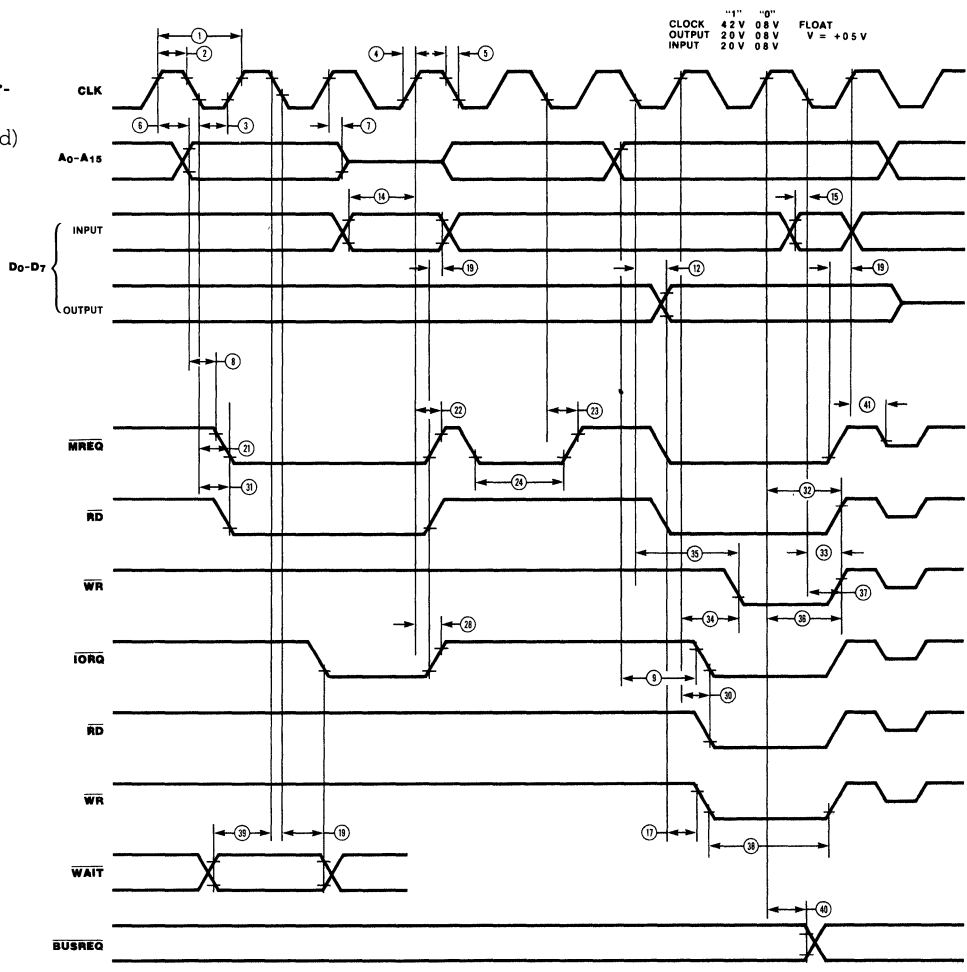 "1" "0"
CLOCK 4 2 V 0 8 V FLOAT
OUTPUT 2 0 V 0 8 V V = +0 5 V
INPUT 2 0 V 0 8 V
1
2
4
5
r-
CLK
d)
6
3
7
A0-A15
14
15
INPUT
D0-D7
19
12
19
OUTPUT
8
22
23
41
MREQ
21
31
24
32
RD
35
33
WR
37
34
36
28
IORQ
9
30
RD
WR
39
19
17
38
WAIT
40
BUSREQ